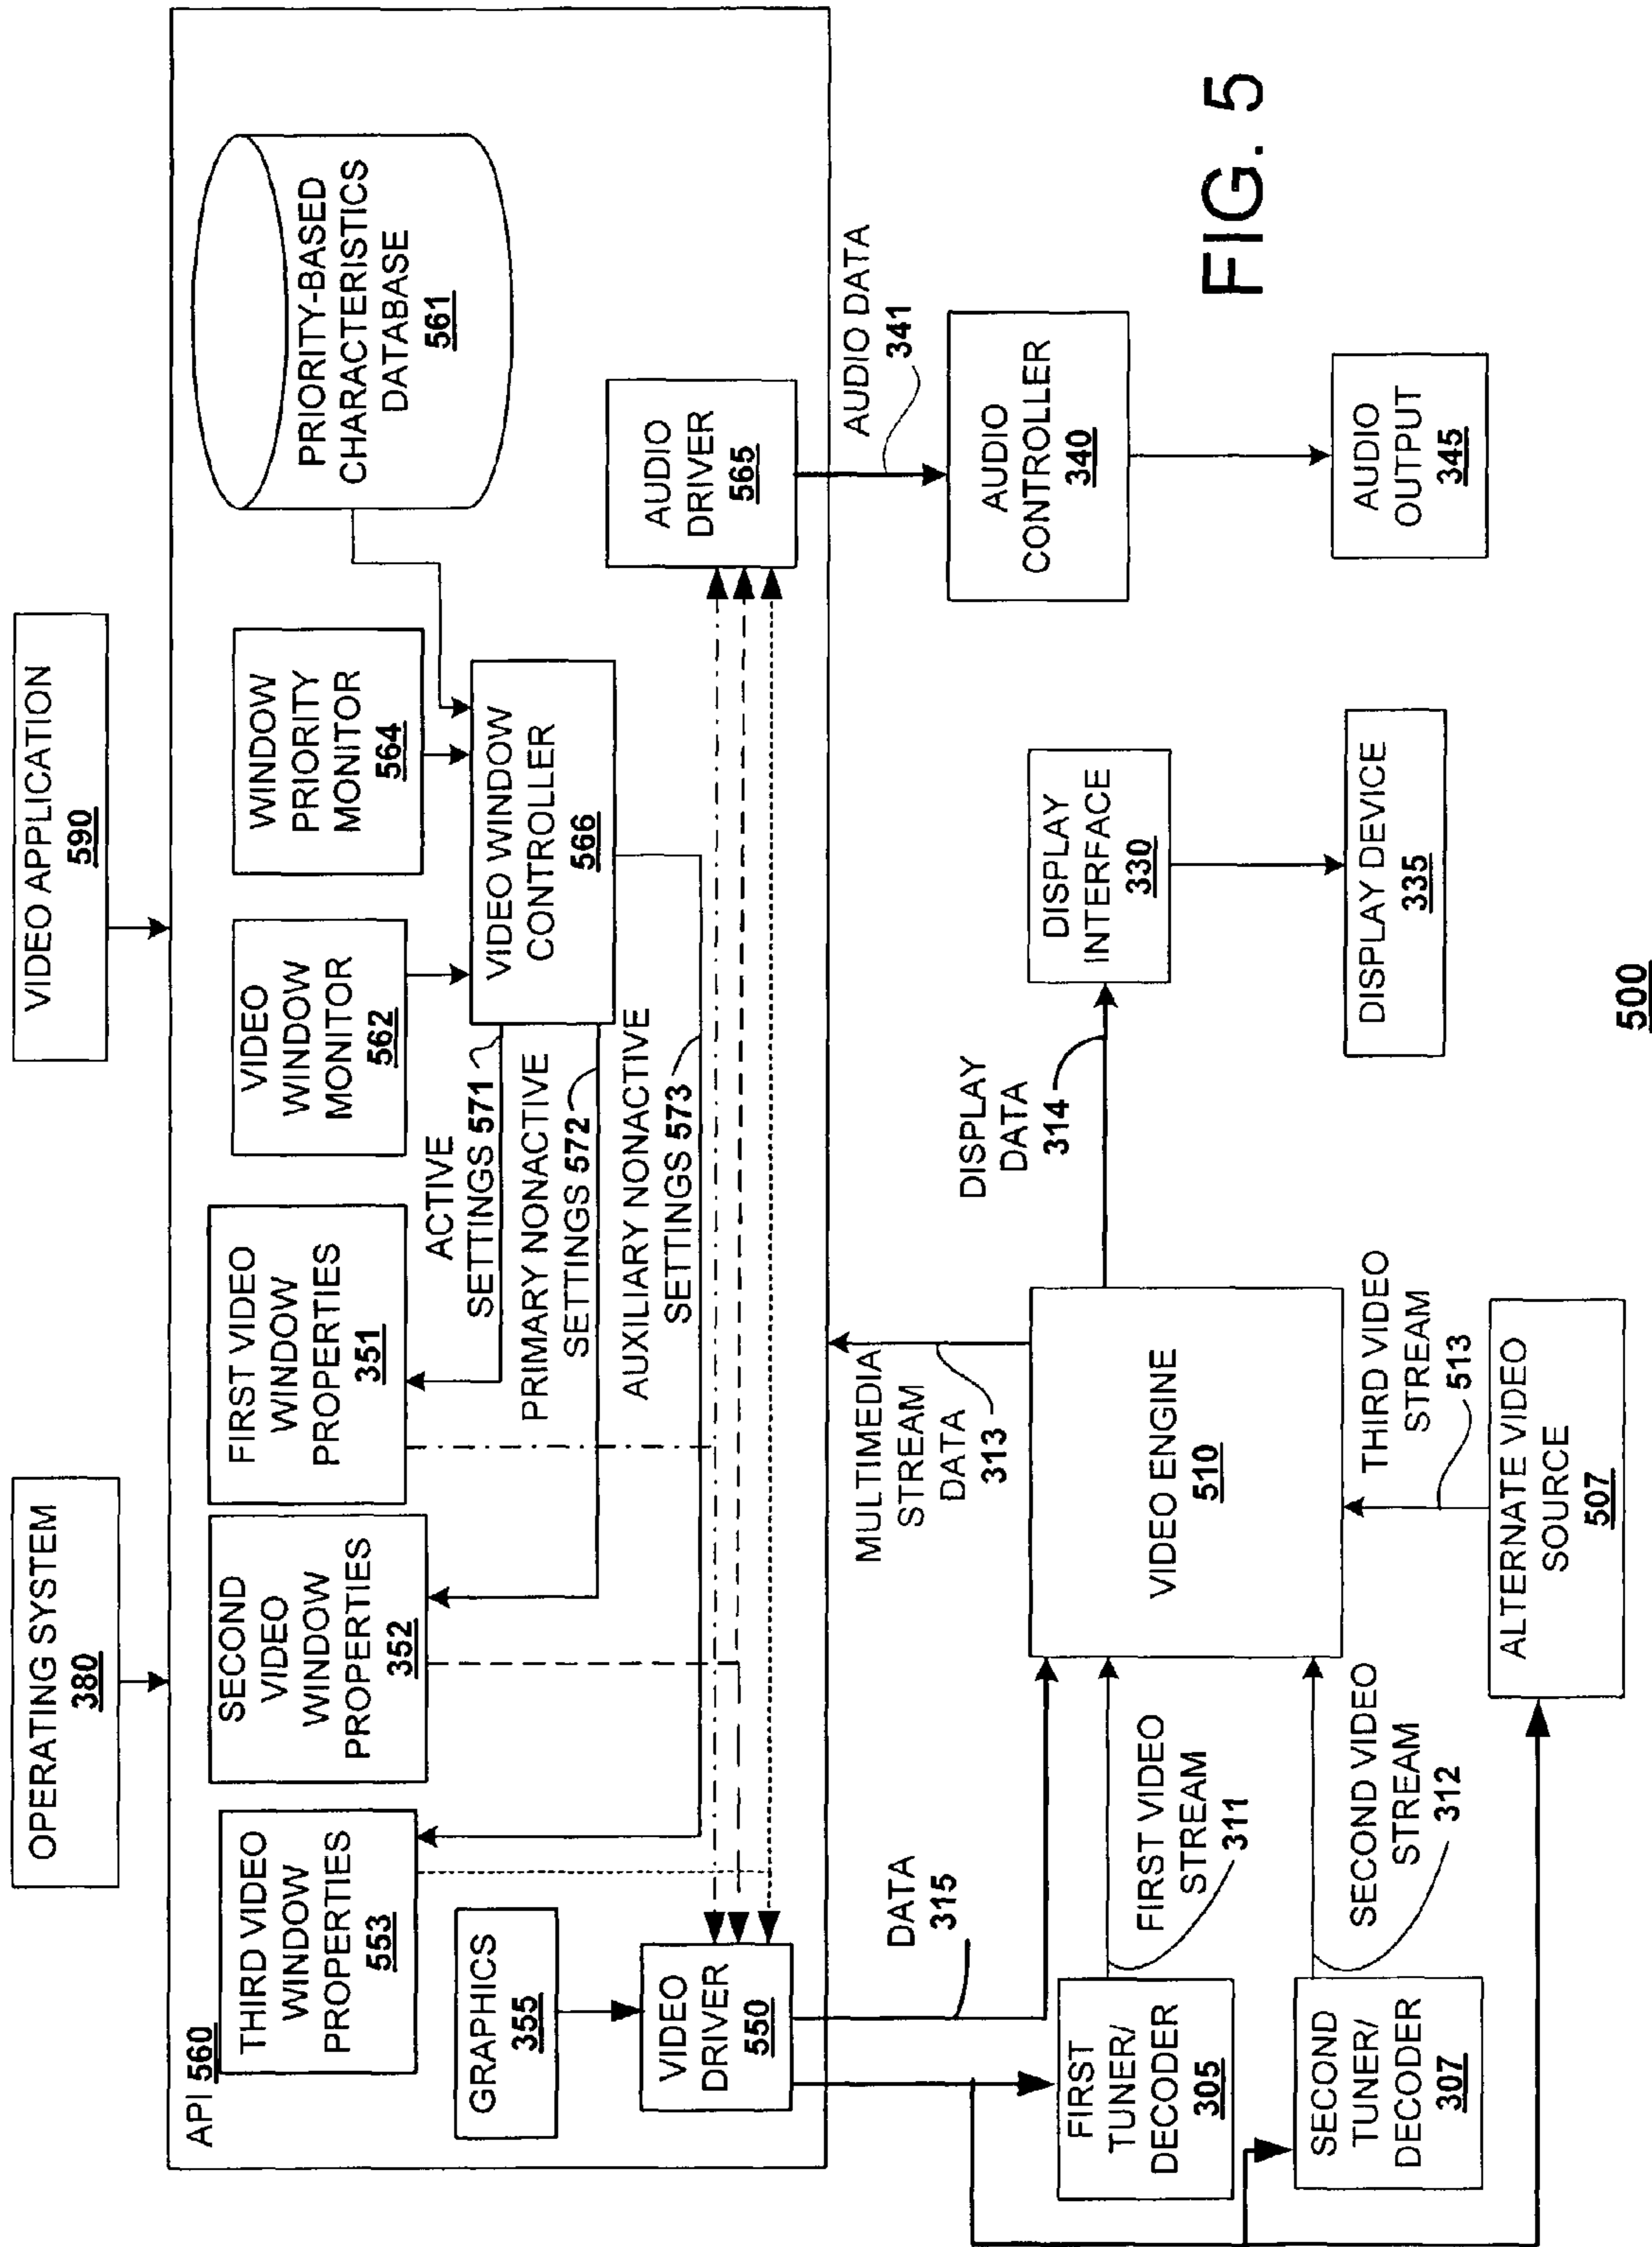 OPERATING SYSTEM
380
VIDEO APPLICATION
590
API 560
THIRD VIDEO
WINDOW
PROPERTIES
553
SECOND
VIDEO
WINDOW
PROPERTIES
352
FIRST VIDEO
WINDOW
PROPERTIES
351
VIDEO
WINDOW
MONITOR
562
WINDOW
PRIORITY
MONITOR
564
PRIORITY-BASED
CHARACTERISTICS
DATABASE
561
ACTIVE
SETTINGS 571
PRIMARY NONACTIVE
SETTINGS 572
AUXILIARY NONACTIVE
SETTINGS 573
VIDEO WINDOW
CONTROLLER
566
GRAPHICS
355
VIDEO
DRIVER
550
AUDIO
DRIVER
565
DATA
315
MULTIMEDIA
STREAM
DATA
313
DISPLAY
DATA
314
AUDIO DATA
341
FIRST
TUNER/
DECODER
305
FIRST VIDEO
STREAM
311
VIDEO ENGINE
510
DISPLAY
INTERFACE
330
AUDIO
CONTROLLER
340
SECOND
TUNER/
DECODER
307
SECOND VIDEO
STREAM
312
THIRD VIDEO
STREAM
513
ALTERNATE VIDEO
SOURCE
507
DISPLAY DEVICE
335
AUDIO
OUTPUT
345
500
FIG. 5